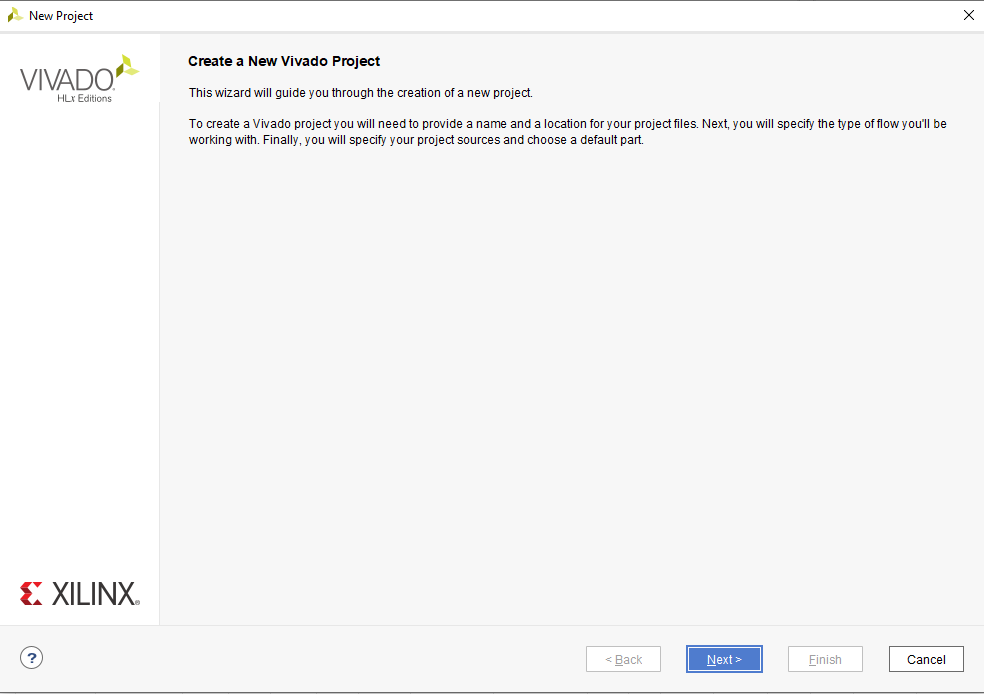 New Project
VIVADO
HLx Editions
Create a New Vivado Project
This wizard will guide you through the creation of a new project.
To create a Vivado project you will need to provide a name and a location for your project files. Next, you will specify the type of flow you'll be
working with. Finally, you will specify your project sources and choose a default part.
XILINX®
?
< Back
Next >
Finish
Cancel